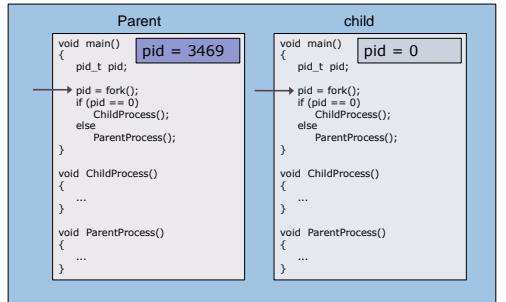 Parent
void main()
pid = 3469
{
pid_t pid;
pid = fork();
if (pid == 0)
ChildProcess();
else
ParentProcess();
}
void ChildProcess()
{
...
}
void ParentProcess()
{
...
}
child
void main()
pid = 0
{
pid_t pid;
pid = fork();
if (pid == 0)
ChildProcess();
else
ParentProcess();
}
void ChildProcess()
{
...
}
void ParentProcess()
{
...
}